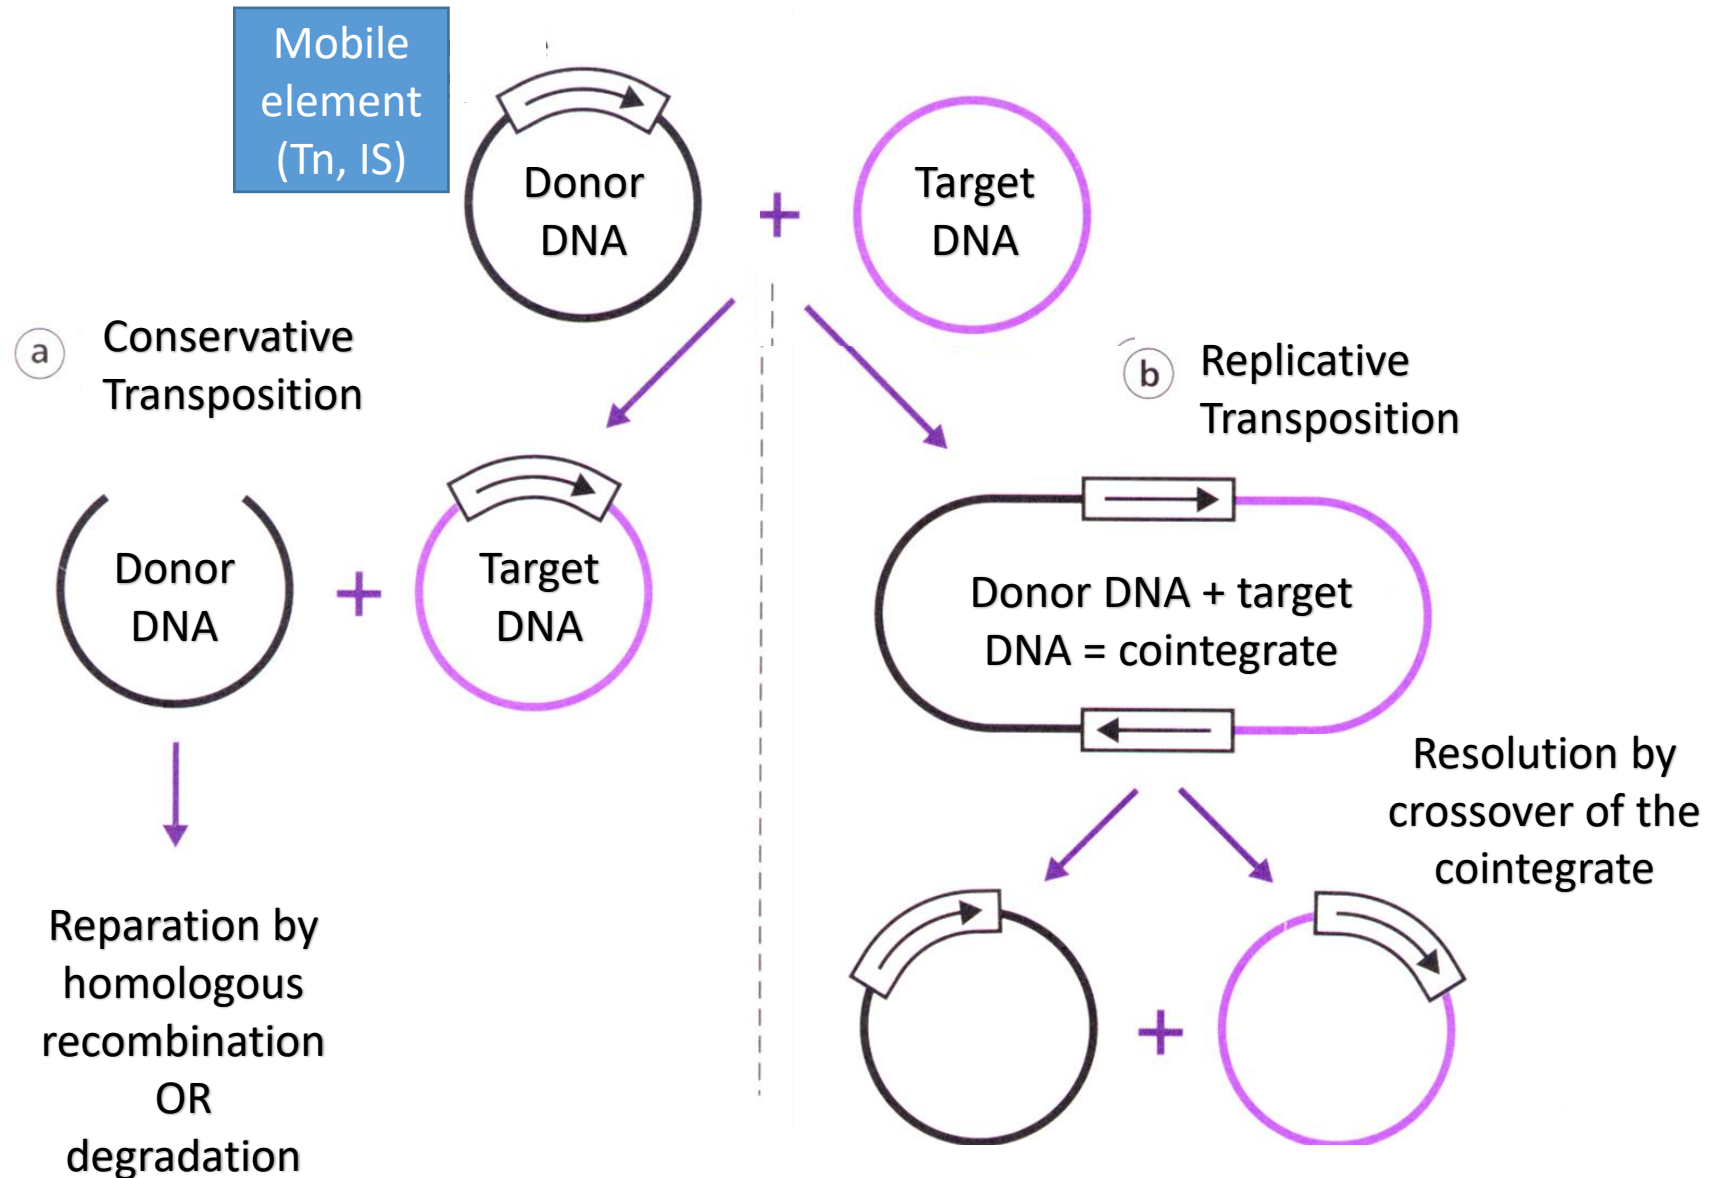 Mobile
element
(Tn, IS)
Donor
DNA
+
Target
DNA
a
Conservative
Transposition
b
Replicative
Transposition
Donor
DNA
+
Target
DNA
Donor DNA + target
DNA = cointegrate
Resolution by
crossover of the
cointegrate
Reparation by
homologous
recombination
OR
degradation
+